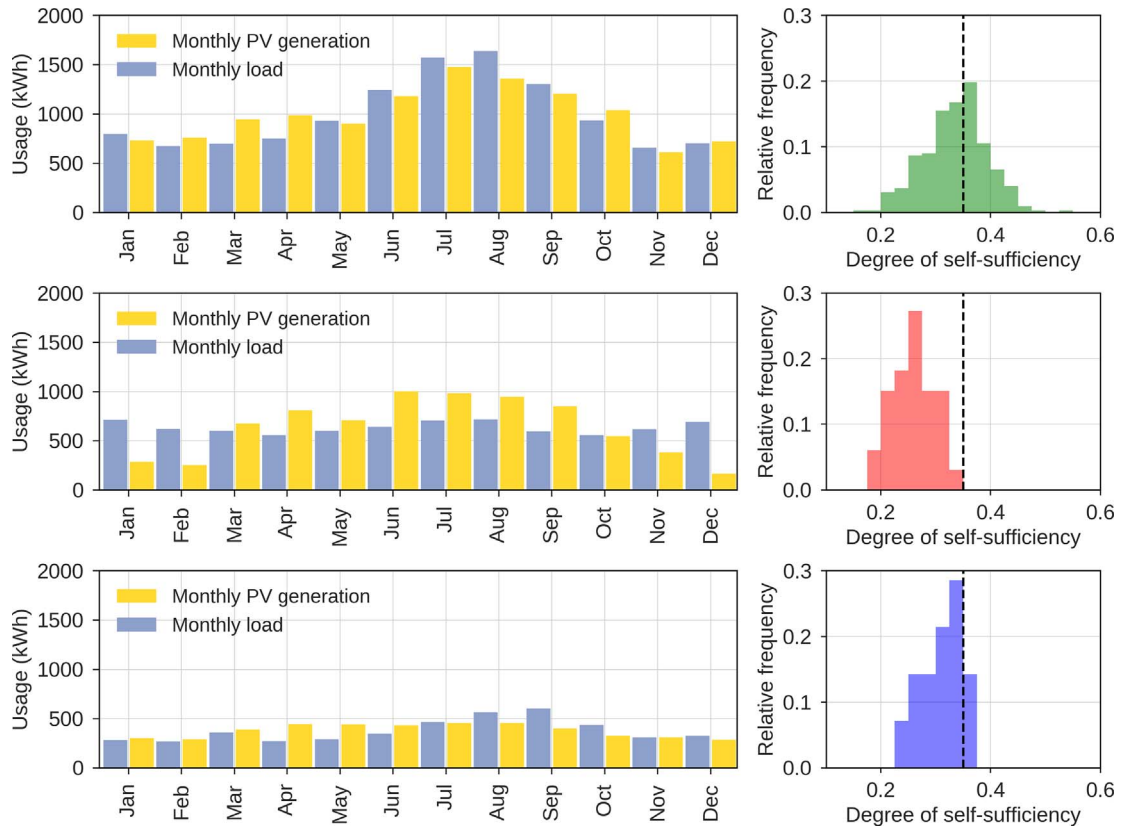 2000
1500
1000
500
0
Usage (kWh)
Monthly PV generation
Monthly load
Jan
Feb
Mar
Apr
May
Jun
Jul
Aug
Sep
Oct
Nov
Dec
0.3
0.2
0.1
0.0
Relative frequency
0.2
0.4
0.6
Degree of self-sufficiency
2000
1500
1000
500
0
Usage (kWh)
Monthly PV generation
Monthly load
Jan
Feb
Mar
Apr
May
Jun
Jul
Aug
Sep
Oct
Nov
Dec
0.3
0.2
0.1
0.0
Relative frequency
0.2
0.4
0.6
Degree of self-sufficiency
2000
1500
1000
500
0
Usage (kWh)
Monthly PV generation
Monthly load
Jan
Feb
Mar
Apr
May
Jun
Jul
Aug
Sep
Oct
Nov
Dec
0.3
0.2
0.1
0.0
Relative frequency
0.2
0.4
0.6
Degree of self-sufficiency